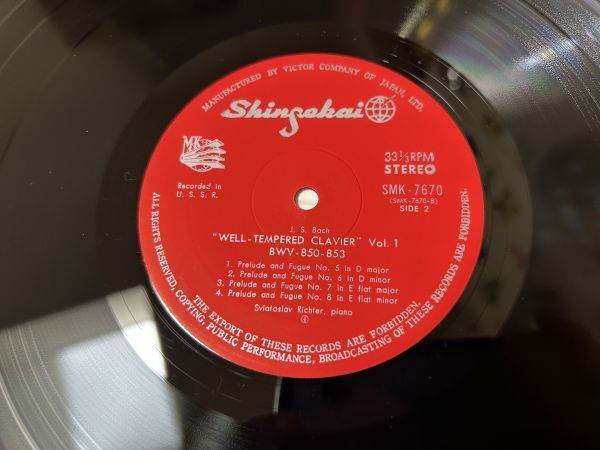 MANUFACTURED BY VICTOR COMPANY OF JAPAN, LTD.
Shinsekai
MK
Recorded in
U. S. S. R.
33 1/3 RPM
STEREO
SMK-7670
(SMK-7670-B)
SIDE 2
J. S. Bach
"WELL-TEMPERED CLAVIER" Vol. 1
BWV-850-853
1. Prelude and Fugue No. 5 in D major
2. Prelude and Fugue No. 6 in D minor
3. Prelude and Fugue No. 7 in E flat major
4. Prelude and Fugue No. 8 in E flat minor
Sviatoslav Richter, piano
ALL RIGHTS RESERVED. THE EXPORT OF THESE RECORDS ARE FORBIDDEN.
COPYING, PUBLIC PERFORMANCE, BROADCASTING OF THESE RECORDS ARE FORBIDDEN.